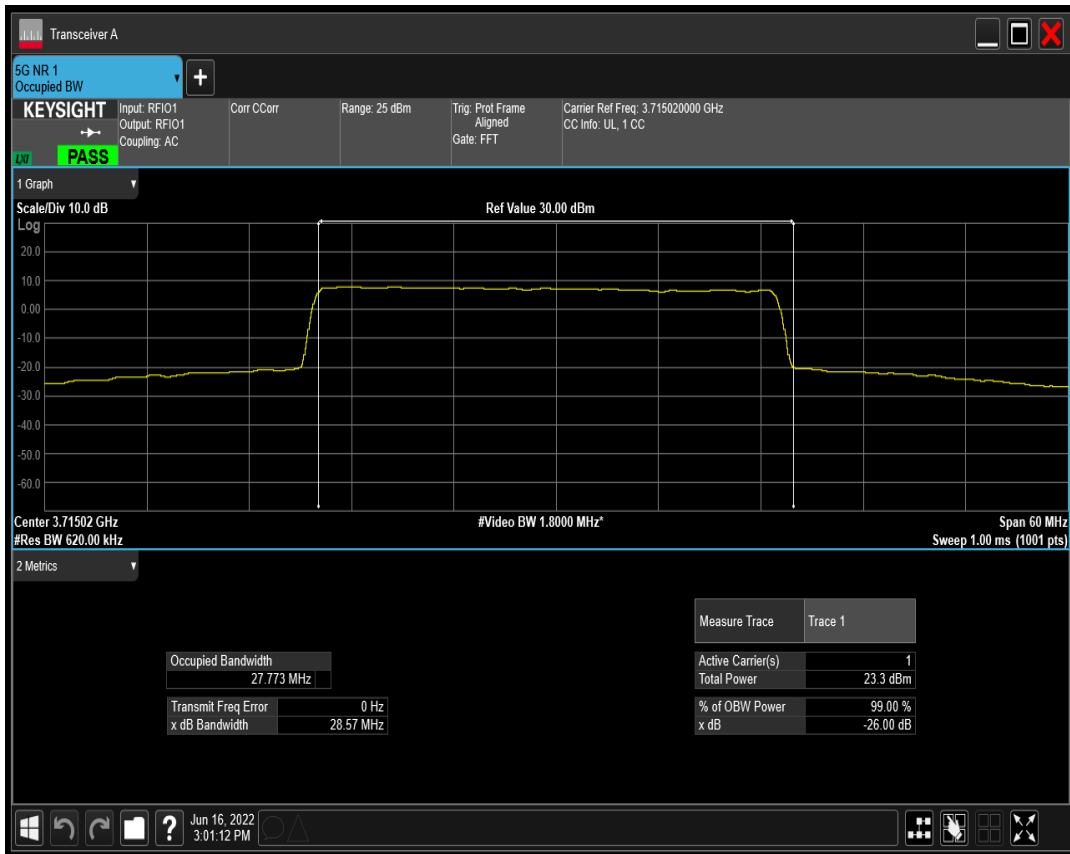 Transceiver A
5G NR 1
Occupied BW
+
KEYSIGHT
LXI
PASS
Input: RFIO1
Output: RFIO1
Coupling: AC
Corr CCorr
Range: 25 dBm
Trig: Prot Frame
Aligned
Gate: FFT
Carrier Ref Freq: 3.715020000 GHz
CC Info: UL, 1 CC
1 Graph
Scale/Div 10.0 dB
Ref Value 30.00 dBm
Log
20.0
10.0
0.00
-10.0
-20.0
-30.0
-40.0
-50.0
-60.0
Center 3.71502 GHz
#Video BW 1.8000 MHz*
Span 60 MHz
#Res BW 620.00 kHz
Sweep 1.00 ms (1001 pts)
2 Metrics
Measure Trace Trace 1
Occupied Bandwidth
27.773 MHz
Active Carrier(s) 1
Total Power 23.3 dBm
Transmit Freq Error 0 Hz
x dB Bandwidth 28.57 MHz
% of OBW Power 99.00 %
x dB -26.00 dB
?
Jun 16, 2022
3:01:12 PM